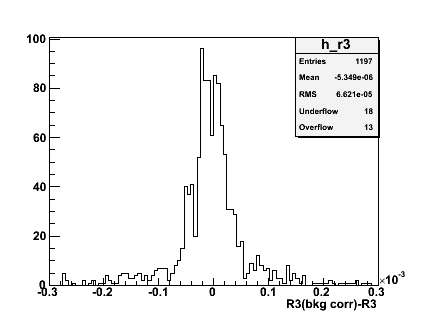 h_r3
Entries 1197
Mean -5.349e-06
RMS 6.621e-05
Underflow 18
Overflow 13
100
80
60
40
20
0
-0.3 -0.2 -0.1 0 0.1 0.2 0.3
×10-3
R3(bkg corr)-R3